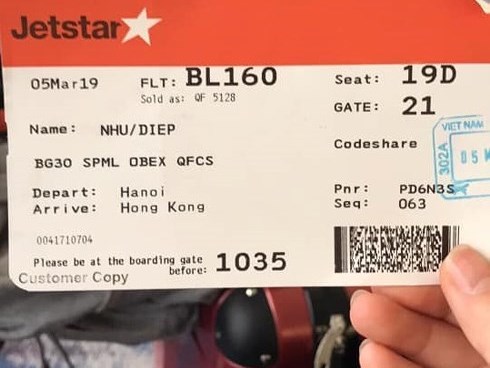 Jetstar
05Mar19 FLT: BL160 Seat: 19D
Sold as: QF 5128
GATE: 21
Name: NHU/DIEP
Codeshare
BG30 SPML OBEX QFCS
VIET NAM
302A
05
Depart: Hanoi
Arrive: Hong Kong
Pnr: PD6N3S
Seq: 063
0041710704
Please be at the boarding gate
before: 1035
Customer Copy